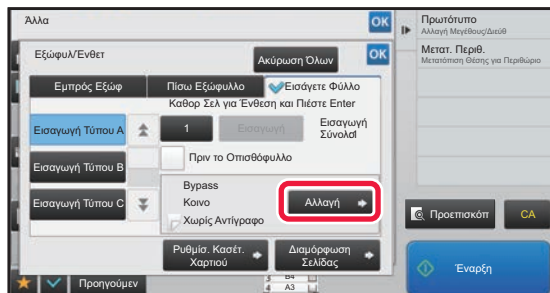 Άλλα
OK
Εξώφυλ/Ένθετ
Ακύρωση Όλων
OK
Εμπρός Εξώφ
Πίσω Εξώφυλλο
Εισάγετε Φύλλο
Καθορ Σελ για Ένθεση και Πιέστε Enter
Εισαγωγή Τύπου Α
1
Εισαγωγή
Εισαγωγή
Σύνολο1
Εισαγωγή Τύπου Β
Πριν το Οπισθόφυλλο
Εισαγωγή Τύπου C
Bypass
Κοινο
Χωρίς Αντίγραφο
Αλλαγή
Ρυθμίσ. Κασέτ.
Χαρτιού
Διαμόρφωση
Σελίδας
Προηγούμεν
3 B4
4 A3
Πρωτότυπο
Αλλαγή Μεγέθους/Διεύθ
Μετατ. Περιθ.
Μετατόπιση Θέσης για Περιθώριο
Προεπισκόπ
CA
Έναρξη